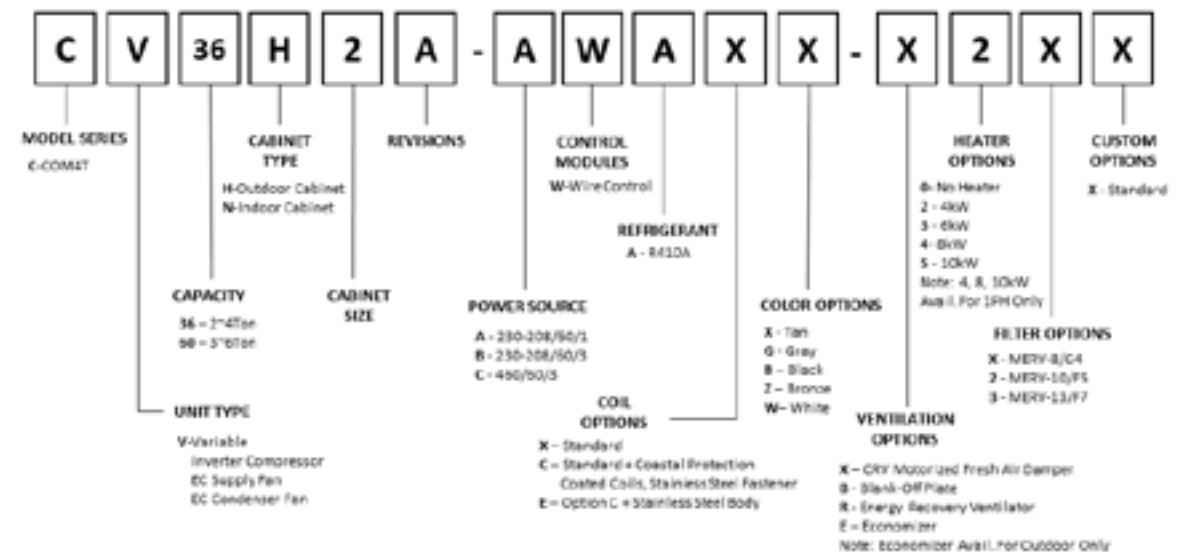 C V 36 H 2 A - A W A X X - X 2 X X
MODEL SERIES
C-COMAT
UNIT TYPE
V-Variable
Inverter Compressor
EC Supply Fan
EC Condenser Fan
CAPACITY
36 – 2~4Ton
60 – 3~6Ton
CABINET
TYPE
H-Outdoor Cabinet
N-Indoor Cabinet
CABINET
SIZE
REVISIONS
POWER SOURCE
A - 230-208/60/1
B - 230-208/60/3
C - 460/60/3
CONTROL
MODULES
W-Wire Control
REFRIGERANT
A - R410A
COIL
OPTIONS
X – Standard
C – Standard + Coastal Protection
Coated Coils, Stainless Steel Fastener
E – Option C + Stainless Steel Body
COLOR OPTIONS
X - Tan
G - Gray
B – Black
Z – Bronze
W– White
VENTILATION
OPTIONS
X – CRV Motorized Fresh Air Damper
B - Blank-Off Plate
R - Energy Recovery Ventilator
E – Economizer
Note: Economizer Avail. For Outdoor Only
HEATER
OPTIONS
0- No Heater
2 - 4kW
3 - 6kW
4- 8kW
5 - 10kW
Note: 4, 8, 10kW
Avail. For 1PH Only
FILTER OPTIONS
X - MERV-8/G4
2 - MERV-10/F5
3 - MERV-13/F7
CUSTOM
OPTIONS
X - Standard